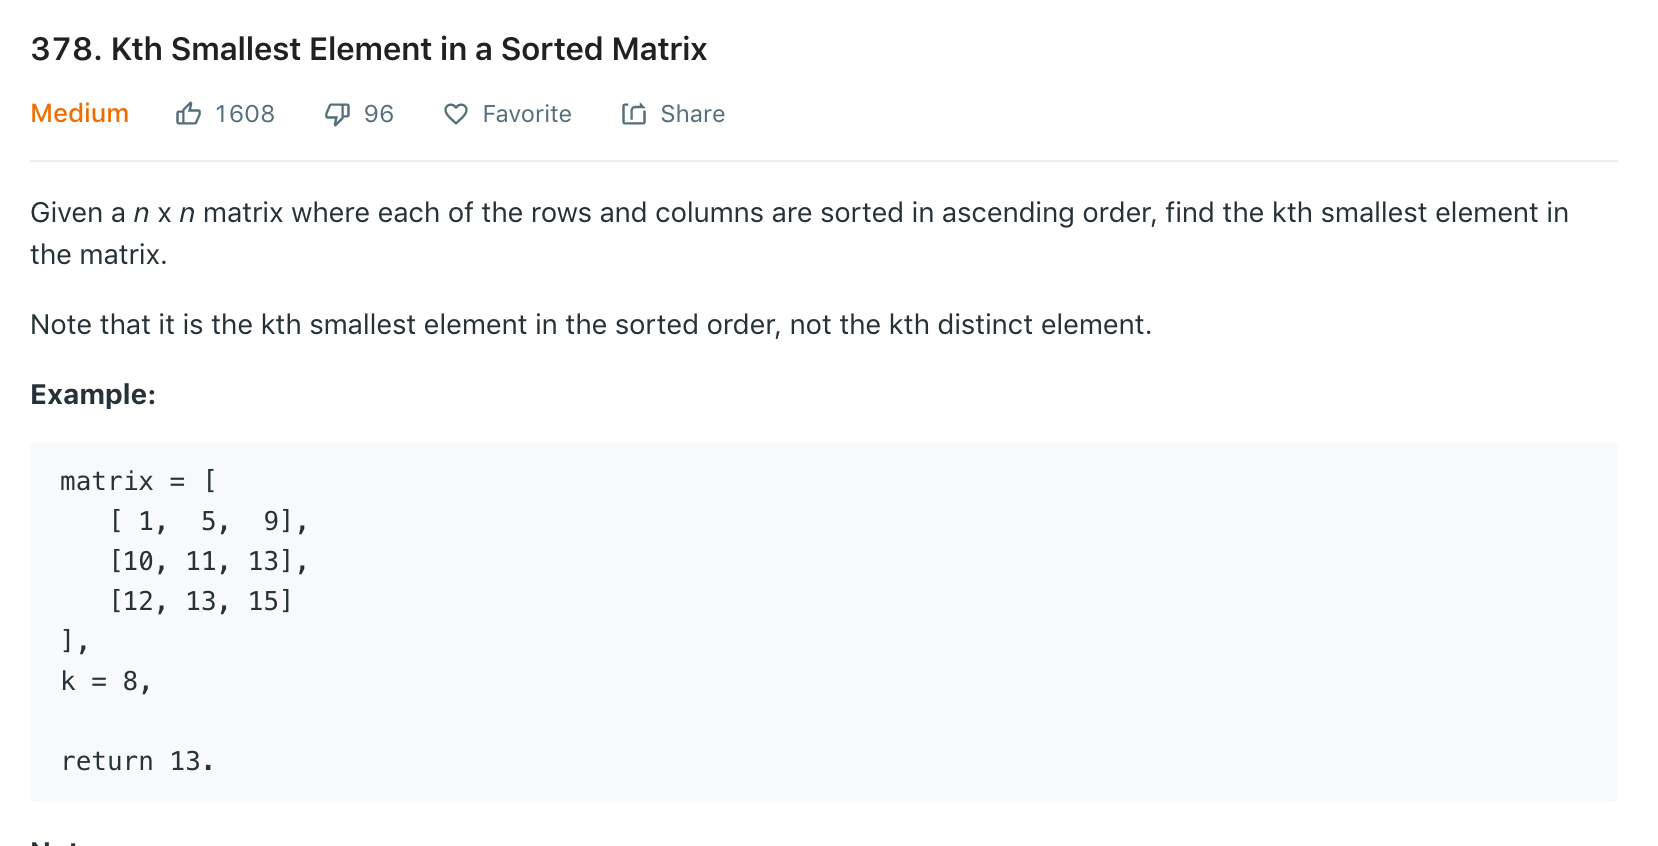 378. Kth Smallest Element in a Sorted Matrix
Medium 1608 96 Favorite Share
Given a n x n matrix where each of the rows and columns are sorted in ascending order, find the kth smallest element in
the matrix.
Note that it is the kth smallest element in the sorted order, not the kth distinct element.
Example:
matrix = [
   [ 1,  5,  9],
   [10, 11, 13],
   [12, 13, 15]
],
k = 8,
return 13.